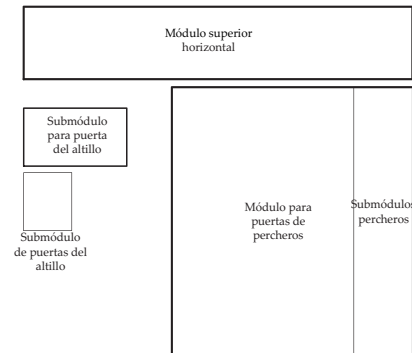 Módulo superior
horizontal
Submódulo
para puerta
del altillo
Submódulo
de puertas del
altillo
Módulo para
puertas de
percheros
Submódulos
percheros